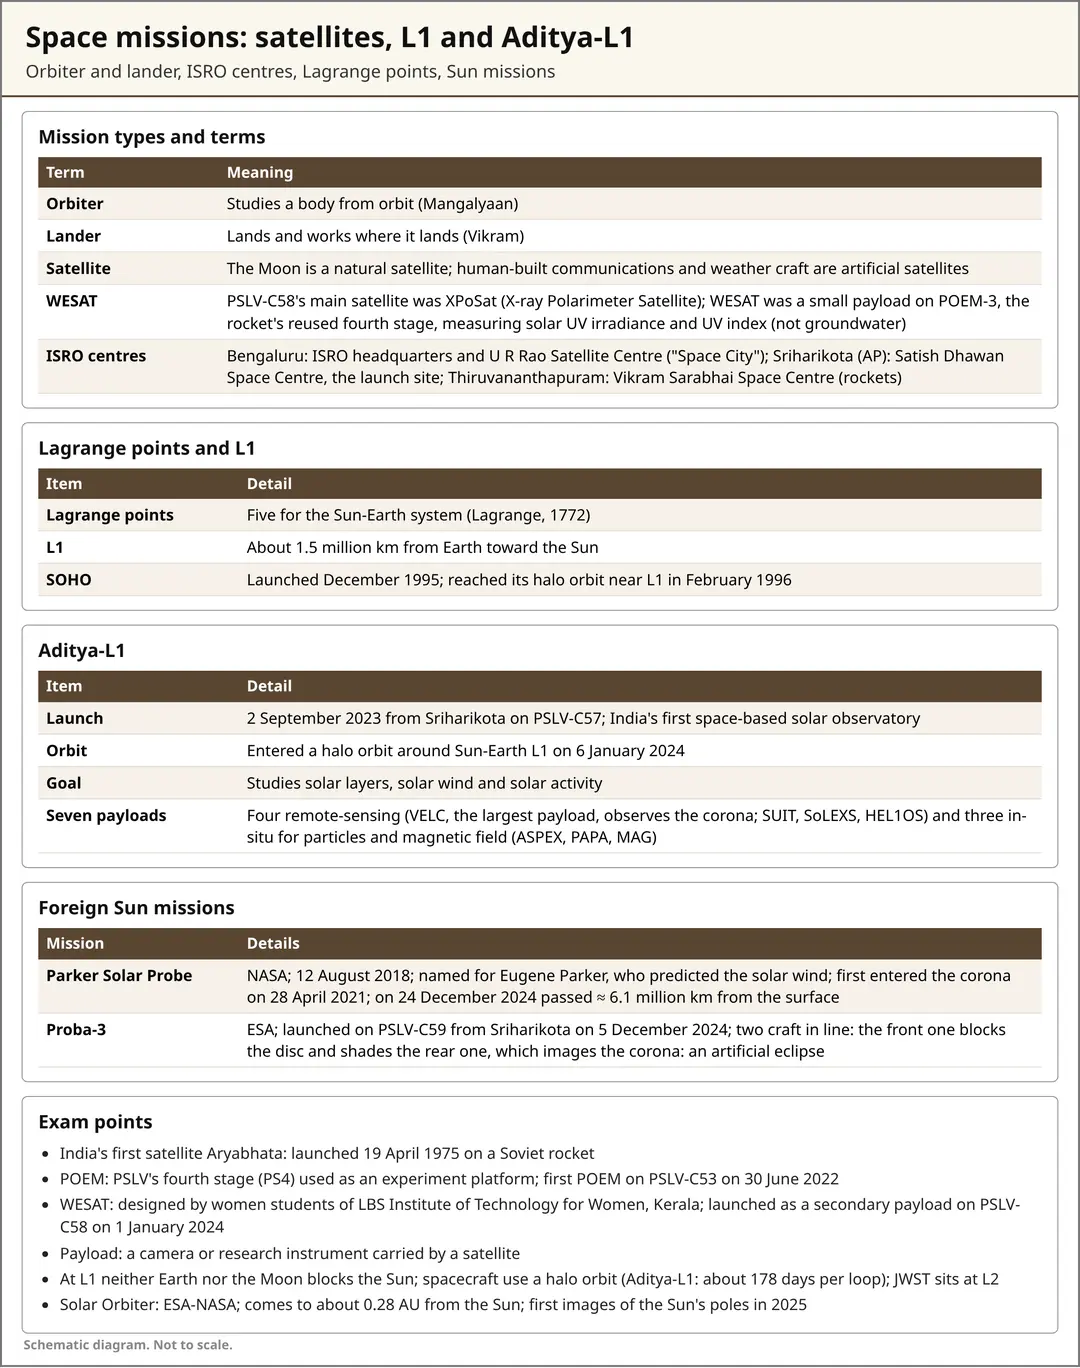 Space missions: satellites, L1 and Aditya-L1
Orbiter and lander, ISRO centres, Lagrange points, Sun missions
Mission types and terms
Term Meaning
Orbiter Studies a body from orbit (Mangalyaan)
Lander Lands and works where it lands (Vikram)
Satellite The Moon is a natural satellite; human-built communications and weather craft are artificial satellites
WESAT PSLV-C58's main satellite was XPoSat (X-ray Polarimeter Satellite); WESAT was a small payload on POEM-3, the
rocket's reused fourth stage, measuring solar UV irradiance and UV index (not groundwater)
ISRO centres Bengaluru: ISRO headquarters and U R Rao Satellite Centre ("Space City"); Sriharikota (AP): Satish Dhawan
Space Centre, the launch site; Thiruvananthapuram: Vikram Sarabhai Space Centre (rockets)
Lagrange points and L1
Item Detail
Lagrange points Five for the Sun-Earth system (Lagrange, 1772)
L1 About 1.5 million km from Earth toward the Sun
SOHO Launched December 1995; reached its halo orbit near L1 in February 1996
Aditya-L1
Item Detail
Launch 2 September 2023 from Sriharikota on PSLV-C57; India's first space-based solar observatory
Orbit Entered a halo orbit around Sun-Earth L1 on 6 January 2024
Goal Studies solar layers, solar wind and solar activity
Seven payloads Four remote-sensing (VELC, the largest payload, observes the corona; SUIT, SoLEXS, HEL1OS) and three in-
situ for particles and magnetic field (ASPEX, PAPA, MAG)
Foreign Sun missions
Mission Details
Parker Solar Probe NASA; 12 August 2018; named for Eugene Parker, who predicted the solar wind; first entered the corona
on 28 April 2021; on 24 December 2024 passed ≈ 6.1 million km from the surface
Proba-3 ESA; launched on PSLV-C59 from Sriharikota on 5 December 2024; two craft in line: the front one blocks
the disc and shades the rear one, which images the corona: an artificial eclipse
Exam points
• India's first satellite Aryabhata: launched 19 April 1975 on a Soviet rocket
• POEM: PSLV's fourth stage (PS4) used as an experiment platform; first POEM on PSLV-C53 on 30 June 2022
• WESAT: designed by women students of LBS Institute of Technology for Women, Kerala; launched as a secondary payload on PSLV-
C58 on 1 January 2024
• Payload: a camera or research instrument carried by a satellite
• At L1 neither Earth nor the Moon blocks the Sun; spacecraft use a halo orbit (Aditya-L1: about 178 days per loop); JWST sits at L2
• Solar Orbiter: ESA-NASA; comes to about 0.28 AU from the Sun; first images of the Sun's poles in 2025
Schematic diagram. Not to scale.